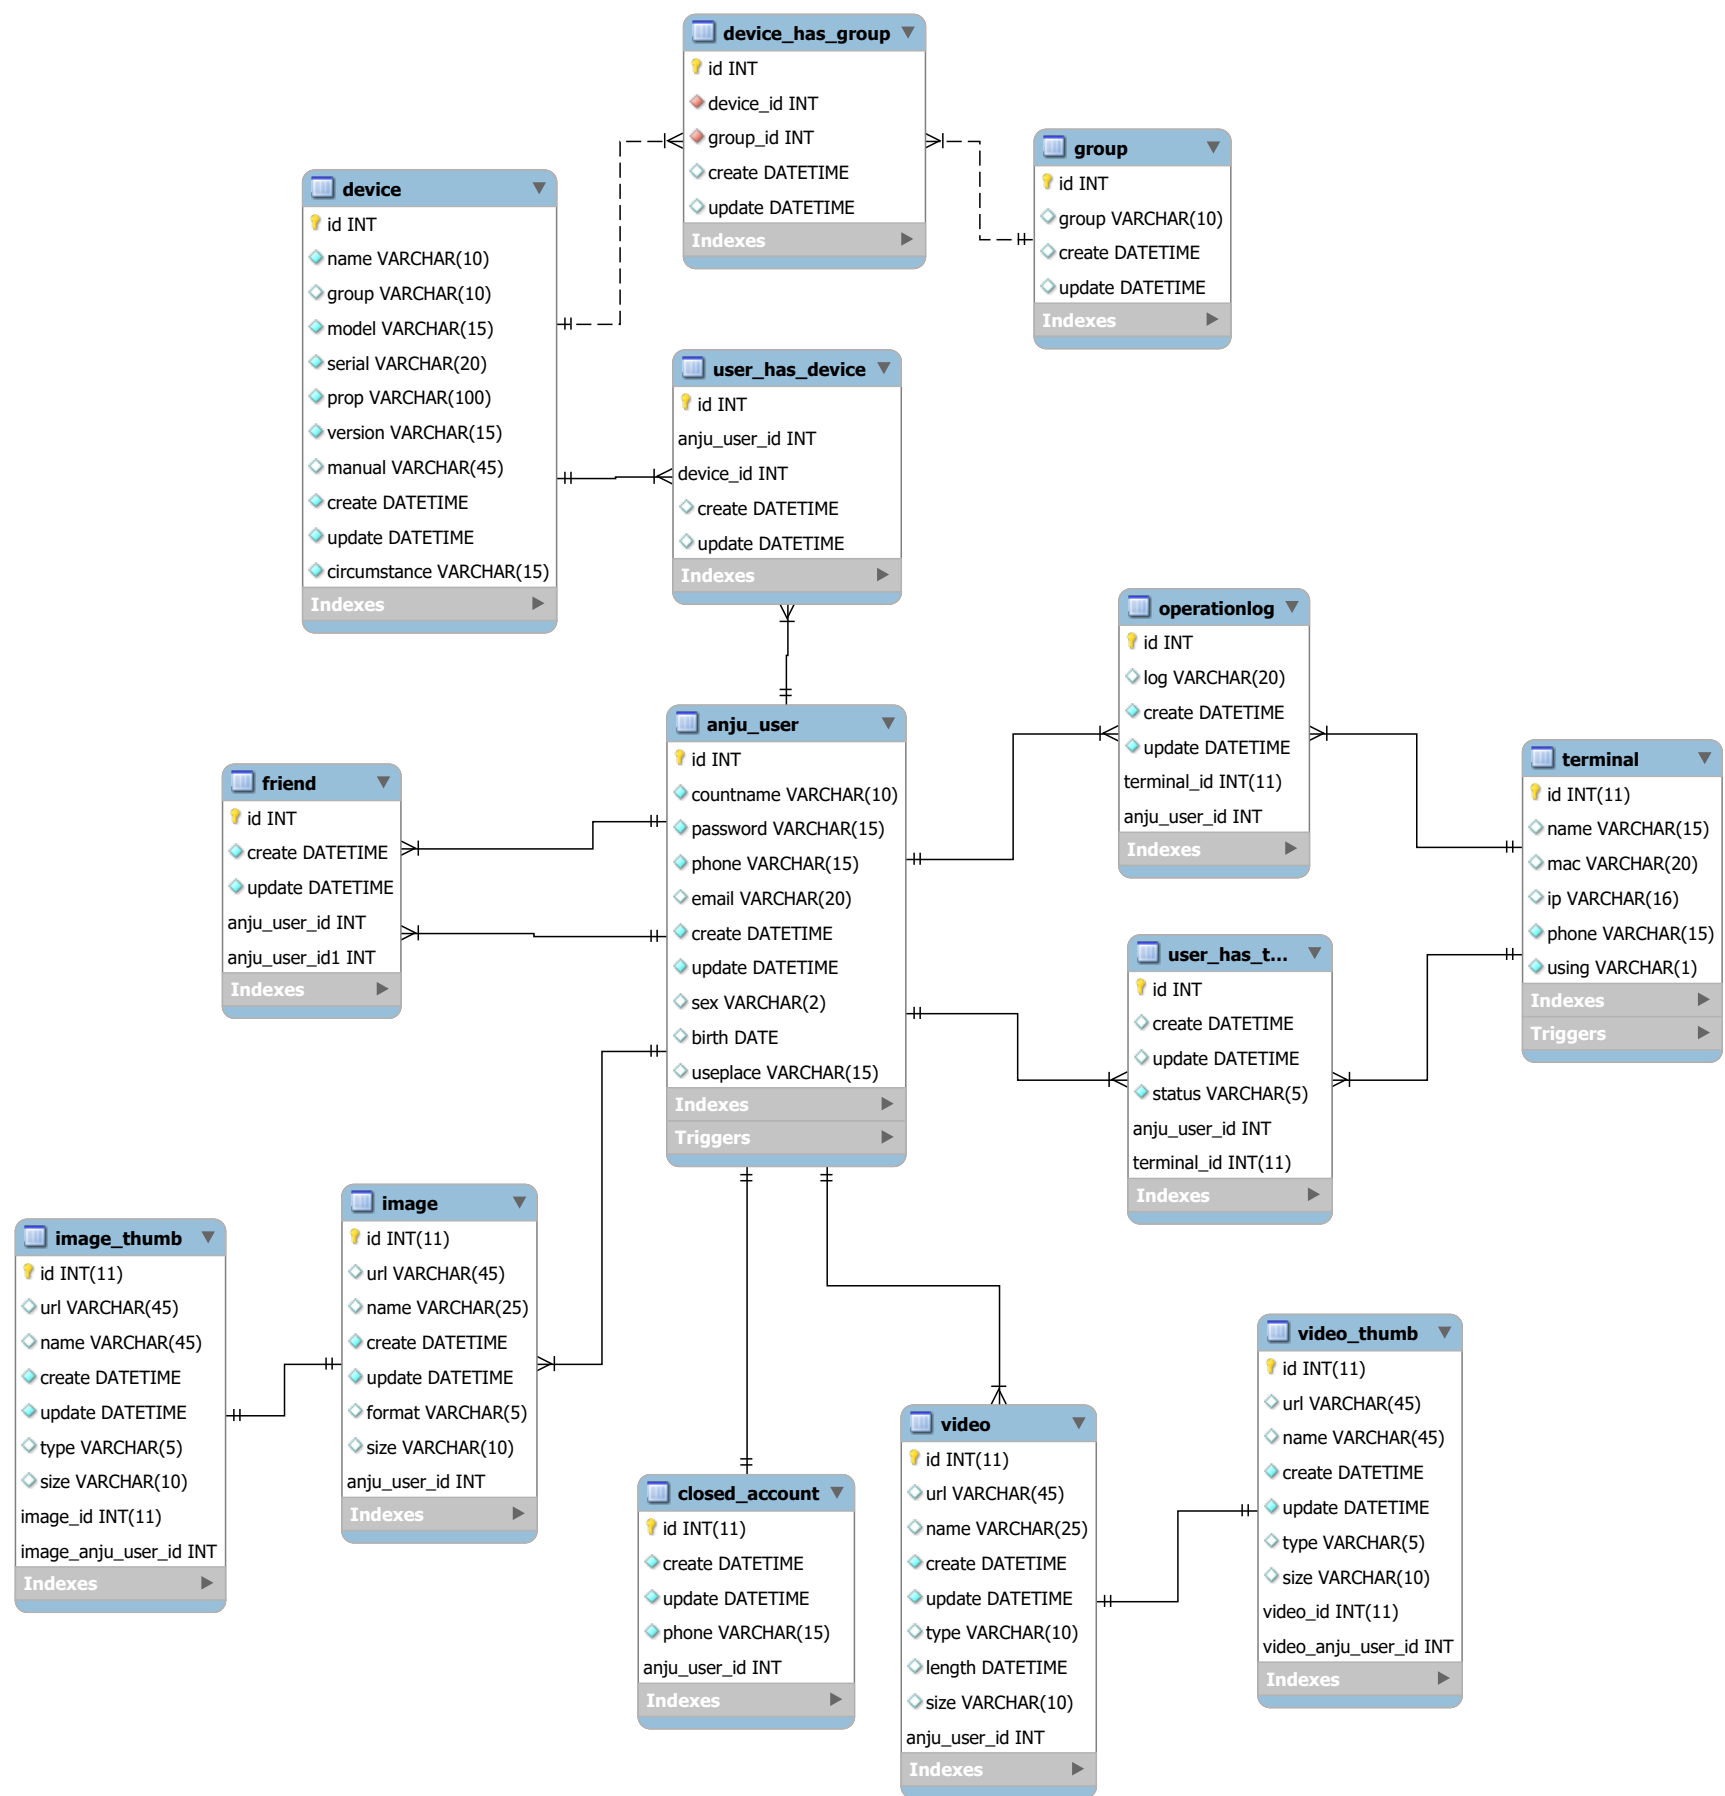 device_has_group
id INT
device_id INT
group_id INT
create DATETIME
update DATETIME
Indexes
group
id INT
group VARCHAR(10)
create DATETIME
update DATETIME
Indexes
device
id INT
name VARCHAR(10)
group VARCHAR(10)
model VARCHAR(15)
serial VARCHAR(20)
prop VARCHAR(100)
version VARCHAR(15)
manual VARCHAR(45)
create DATETIME
update DATETIME
circumstance VARCHAR(15)
Indexes
user_has_device
id INT
anju_user_id INT
device_id INT
create DATETIME
update DATETIME
Indexes
operationlog
id INT
log VARCHAR(20)
create DATETIME
update DATETIME
terminal_id INT(11)
anju_user_id INT
Indexes
anju_user
id INT
countname VARCHAR(10)
password VARCHAR(15)
phone VARCHAR(15)
email VARCHAR(20)
create DATETIME
update DATETIME
sex VARCHAR(2)
birth DATE
useplace VARCHAR(15)
Indexes
Triggers
terminal
id INT(11)
name VARCHAR(15)
mac VARCHAR(20)
ip VARCHAR(16)
phone VARCHAR(15)
using VARCHAR(1)
Indexes
Triggers
friend
id INT
create DATETIME
update DATETIME
anju_user_id INT
anju_user_id1 INT
Indexes
user_has_t...
id INT
create DATETIME
update DATETIME
status VARCHAR(5)
anju_user_id INT
terminal_id INT(11)
Indexes
image
id INT(11)
url VARCHAR(45)
name VARCHAR(25)
create DATETIME
update DATETIME
format VARCHAR(5)
size VARCHAR(10)
anju_user_id INT
Indexes
image_thumb
id INT(11)
url VARCHAR(45)
name VARCHAR(45)
create DATETIME
update DATETIME
type VARCHAR(5)
size VARCHAR(10)
image_id INT(11)
image_anju_user_id INT
Indexes
video_thumb
id INT(11)
url VARCHAR(45)
name VARCHAR(45)
create DATETIME
update DATETIME
type VARCHAR(5)
size VARCHAR(10)
video_id INT(11)
video_anju_user_id INT
Indexes
video
id INT(11)
url VARCHAR(45)
name VARCHAR(25)
create DATETIME
update DATETIME
type VARCHAR(10)
length DATETIME
size VARCHAR(10)
anju_user_id INT
Indexes
closed_account
id INT(11)
create DATETIME
update DATETIME
phone VARCHAR(15)
anju_user_id INT
Indexes